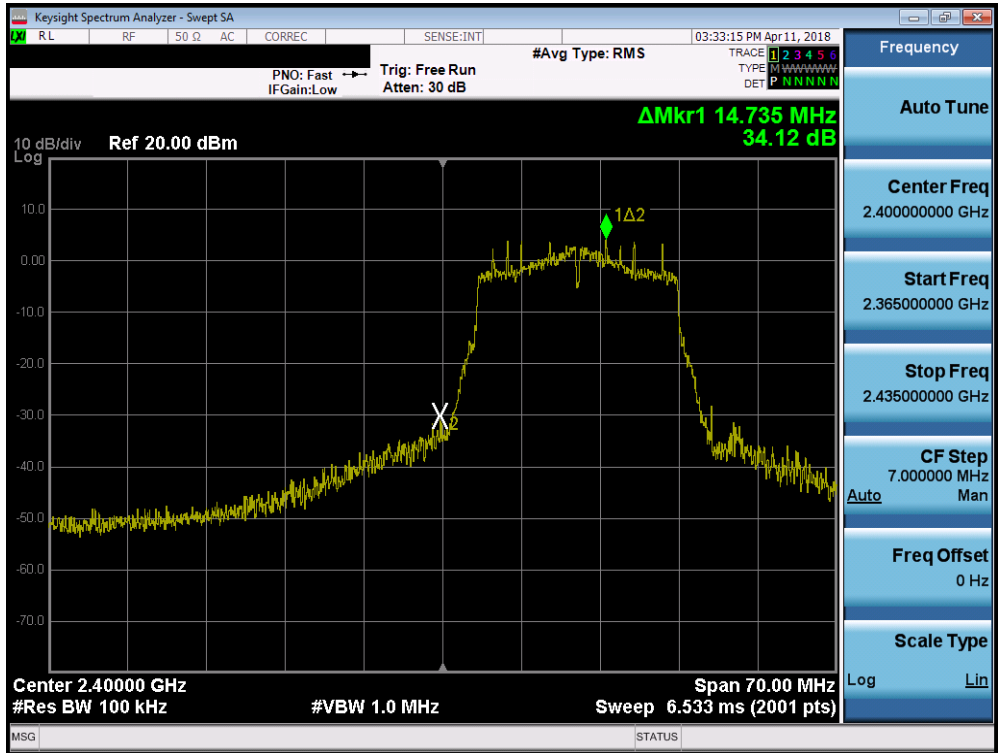 Keysight Spectrum Analyzer - Swept SA
LXI RL RF 50 Ω AC CORREC SENSE:INT 03:33:15 PM Apr 11, 2018
#Avg Type: RMS
TRACE 1 2 3 4 5 6
PNO: Fast Trig: Free Run
TYPE M WWWWW
IFGain:Low Atten: 30 dB
DET P N N N N N
ΔMkr1 14.735 MHz
34.12 dB
10 dB/div Ref 20.00 dBm
Log
10.0
1Δ2
0.00
-10.0
-20.0
-30.0
X2
-40.0
-50.0
-60.0
-70.0
Center 2.40000 GHz Span 70.00 MHz
#Res BW 100 kHz #VBW 1.0 MHz Sweep 6.533 ms (2001 pts)
MSG STATUS
Frequency
Auto Tune
Center Freq
2.400000000 GHz
Start Freq
2.365000000 GHz
Stop Freq
2.435000000 GHz
CF Step
7.000000 MHz
Auto Man
Freq Offset
0 Hz
Scale Type
Log Lin